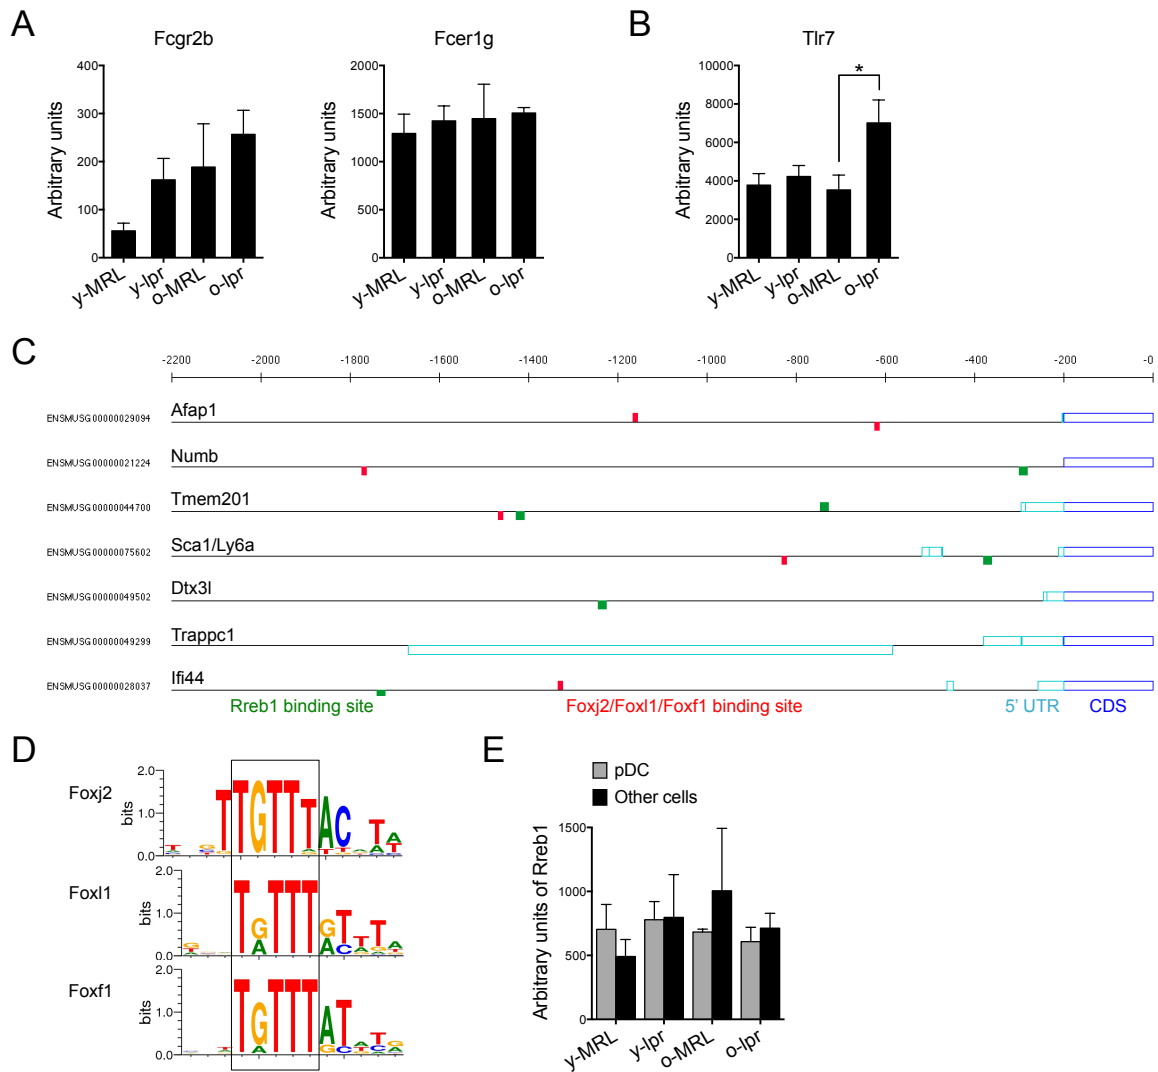 A
B
Fcgr2b
Fcer1g
Tlr7
Arbitrary units
400
300
200
100
0
y-MRL
y-lpr
o-MRL
o-lpr
Arbitrary units
2000
1500
1000
500
0
y-MRL
y-lpr
o-MRL
o-lpr
Arbitrary units
10000
8000
6000
4000
2000
0
*
y-MRL
y-lpr
o-MRL
o-lpr
C
-2200 -2000 -1800 -1600 -1400 -1200 -1000 -800 -600 -400 -200 -0
ENSMUSG00000029094 Afap1
ENSMUSG00000021224 Numb
ENSMUSG00000044700 Tmem201
ENSMUSG00000075602 Sca1/Ly6a
ENSMUSG00000049502 Dtx3l
ENSMUSG00000049299 Trappc1
ENSMUSG00000028037 Ifi44
Rreb1 binding site Foxj2/Foxl1/Foxf1 binding site 5' UTR CDS
D
Foxj2
bits
2.0
1.0
0.0
TTGTTTAC
Foxl1
bits
2.0
1.0
0.0
TGTTTGT
Foxf1
bits
2.0
1.0
0.0
TGTTTAT
E
pDC
Other cells
Arbitrary units of Rreb1
1500
1000
500
0
y-MRL
y-lpr
o-MRL
o-lpr